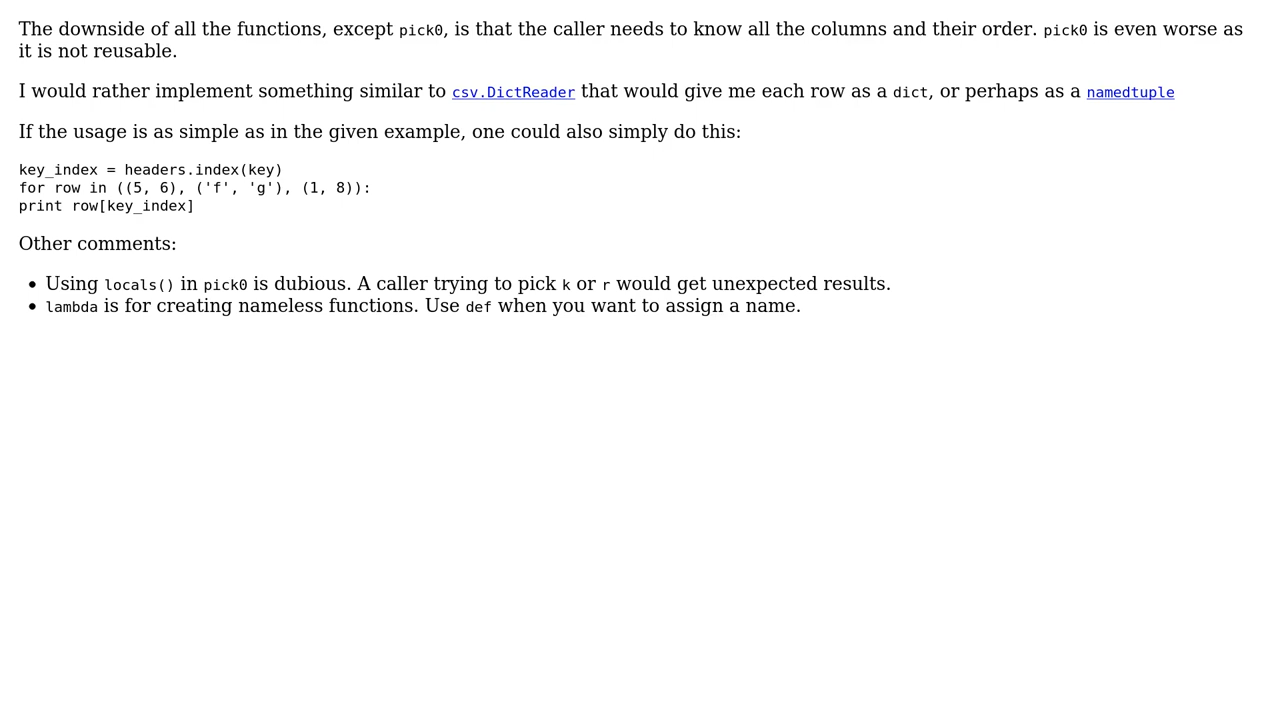 The downside of all the functions, except pick0, is that the caller needs to know all the columns and their order. pick0 is even worse as
it is not reusable.
I would rather implement something similar to csv.DictReader that would give me each row as a dict, or perhaps as a namedtuple
If the usage is as simple as in the given example, one could also simply do this:
key_index = headers.index(key)
for row in ((5, 6), ('f', 'g'), (1, 8)):
print row[key_index]
Other comments:
• Using locals() in pick0 is dubious. A caller trying to pick k or r would get unexpected results.
• lambda is for creating nameless functions. Use def when you want to assign a name.